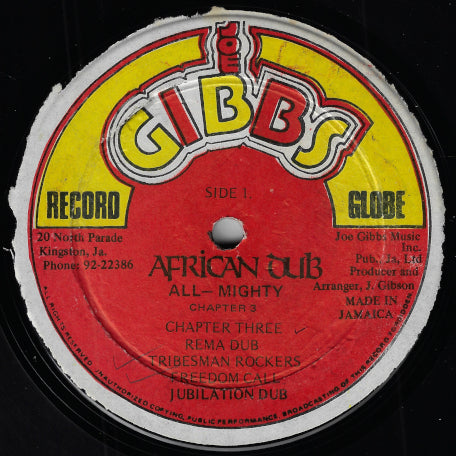 JOE
GIBBS
RECORD GLOBE
SIDE 1.
20 North Parade
Kingston, Ja.
Phone: 92-22386
Joe Gibbs Music
Inc.
Pub. Ja. Ltd
Producer and
Arranger, J. Gibson
MADE IN
JAMAICA
AFRICAN DUB
ALL-MIGHTY
CHAPTER 3
CHAPTER THREE
REMA DUB
TRIBESMAN ROCKERS
FREEDOM CALL
JUBILATION DUB
ALL RIGHTS RESERVED. UNAUTHORIZED COPYING, PUBLIC PERFORMANCE, BROADCASTING OF THIS RECORD FORBIDDEN